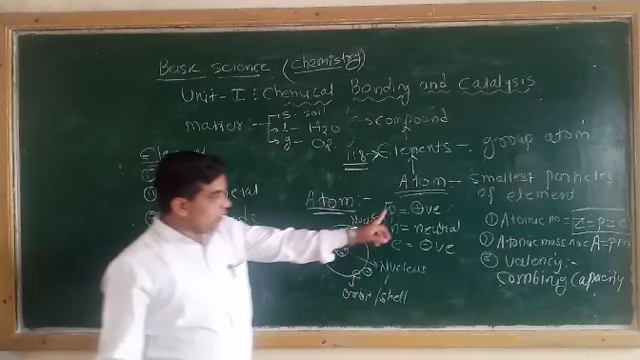 Basic science (chemistry)
Unit-I: Chemical Bonding and Catalysis
Matter:- S. soil
l- H2O
g- O2
→ compound
118 → Elements - group atom
Atom - smallest particles of element
Atom:-
= ⊕ve
n = neutral
e = ⊖ve
Nucleus
Orbit/shell
① Atomic no = Z = p = e
② Atomic mass no = A = p+n
③ Valency:-
Combining Capacity